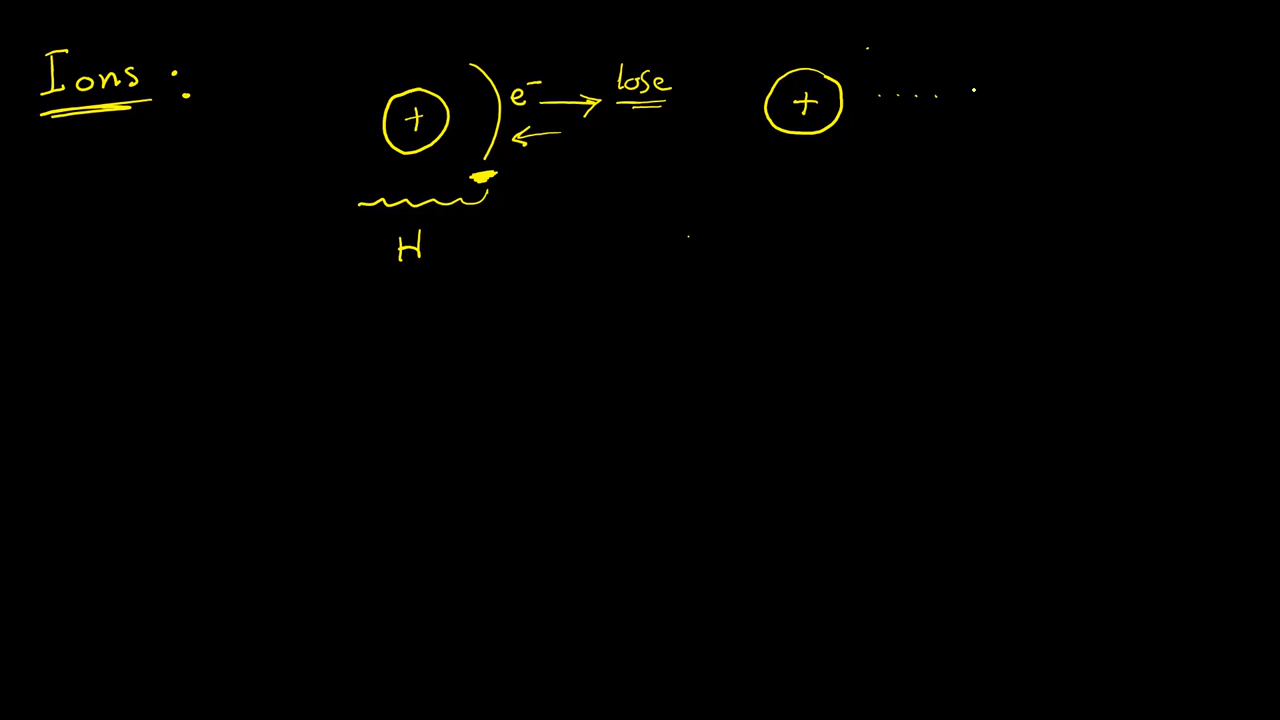 Ions :
+ e⁻ → lose
←
H
+ . . . . .